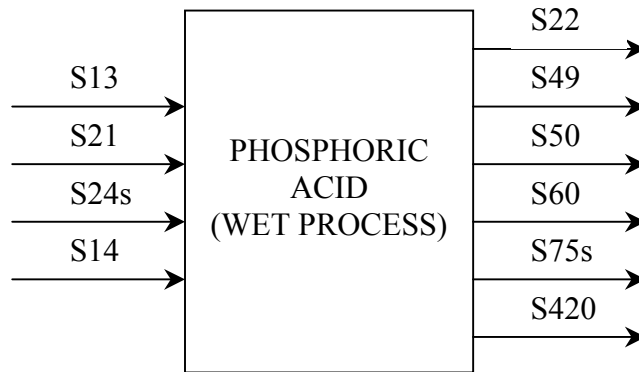 S13
S21
S24s
S14
PHOSPHORIC
ACID
(WET PROCESS)
S22
S49
S50
S60
S75s
S420